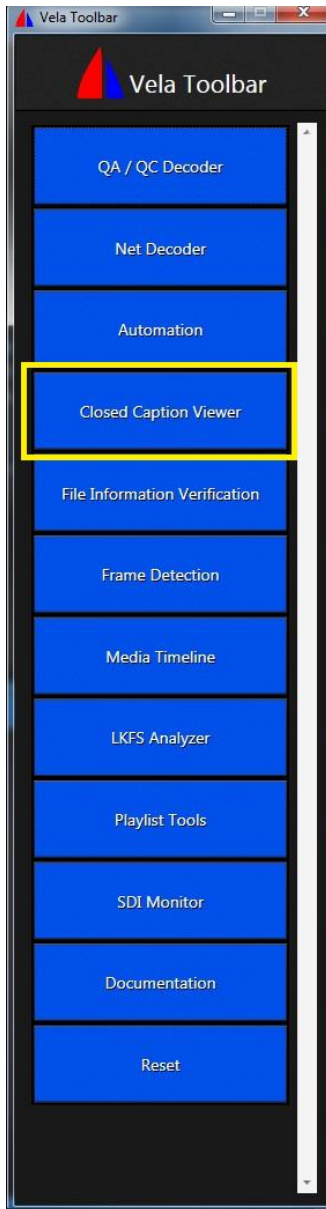 Vela Toolbar
Vela Toolbar
QA / QC Decoder
Net Decoder
Automation
Closed Caption Viewer
File Information Verification
Frame Detection
Media Timeline
LKFS Analyzer
Playlist Tools
SDI Monitor
Documentation
Reset